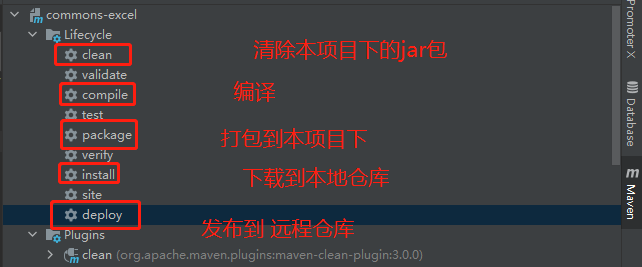 commons-excel
Lifecycle
clean 清除本项目下的jar包
validate
compile 编译
test
package 打包到本项目下
verify
install 下载到本地仓库
site
deploy 发布到 远程仓库
Plugins
clean (org.apache.maven.plugins:maven-clean-plugin:3.0.0)
Promoter X
Database
m Maven